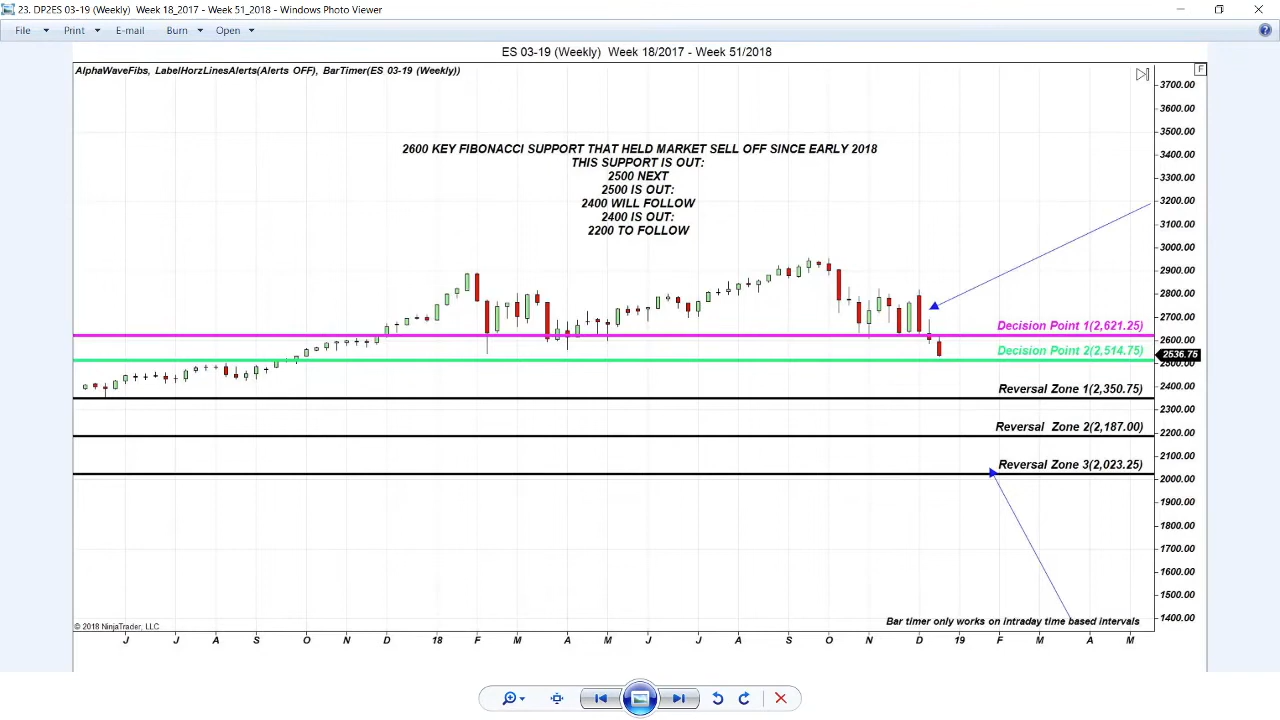 23. DP2ES 03-19 (Weekly)  Week 18_2017 - Week 51_2018 - Windows Photo Viewer
File Print E-mail Burn Open
ES 03-19 (Weekly)  Week 18/2017 - Week 51/2018
AlphaWaveFibs, LabelHorzLinesAlerts(Alerts OFF), BarTimer(ES 03-19 (Weekly))
F
3700.00
3600.00
3500.00
2600 KEY FIBONACCI SUPPORT THAT HELD MARKET SELL OFF SINCE EARLY 2018
3400.00
THIS SUPPORT IS OUT:
2500 NEXT
3300.00
2500 IS OUT:
2400 WILL FOLLOW
3200.00
2400 IS OUT:
3100.00
2200 TO FOLLOW
3000.00
2900.00
2800.00
2700.00
Decision Point 1(2,621.25)
2600.00
Decision Point 2(2,514.75)
2536.75
2500.00
Reversal Zone 1(2,350.75)
2400.00
2300.00
Reversal  Zone 2(2,187.00)
2200.00
2100.00
Reversal Zone 3(2,023.25)
2000.00
1900.00
1800.00
1700.00
1600.00
1500.00
1400.00
Bar timer only works on intraday time based intervals
© 2018 NinjaTrader, LLC
J J A S O N D 18 F M A M J J A S O N D 19 F M A M